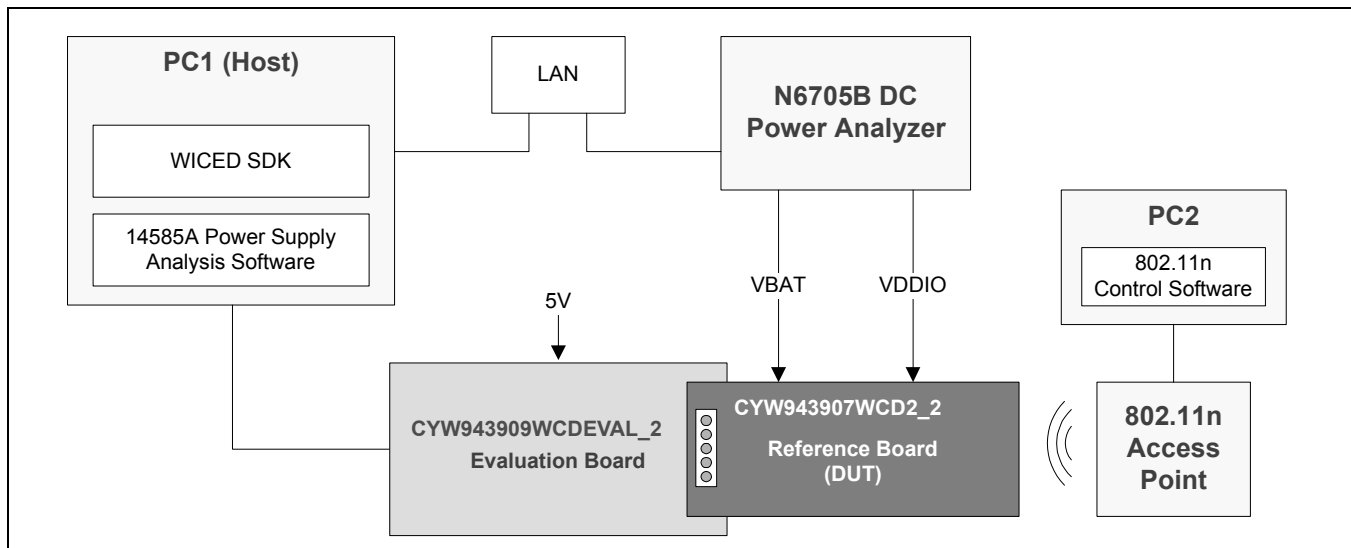 PC1 (Host)
WICED SDK
14585A Power Supply
Analysis Software
LAN
N6705B DC
Power Analyzer
PC2
802.11n
Control Software
5V
VBAT
VDDIO
CYW943909WCDEVAL_2
Evaluation Board
CYW943907WCD2_2
Reference Board
(DUT)
802.11n
Access
Point